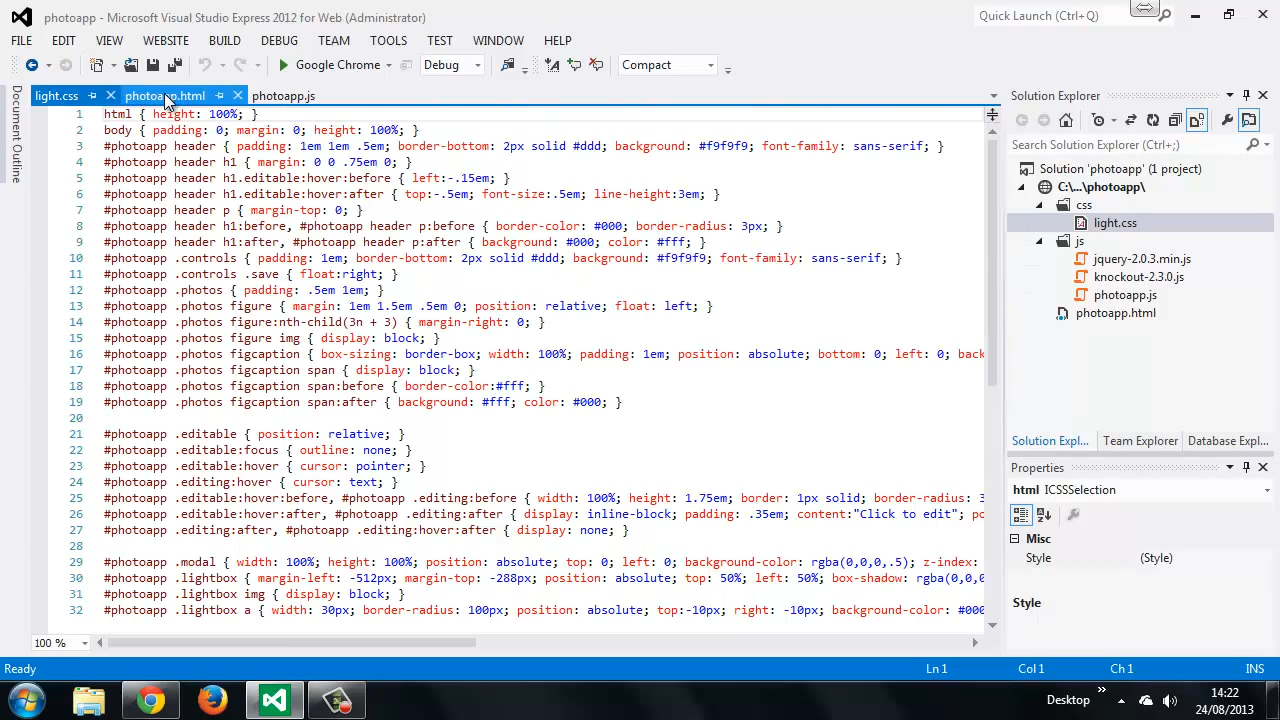 photoapp - Microsoft Visual Studio Express 2012 for Web (Administrator)
Quick Launch (Ctrl+Q)
FILE EDIT VIEW WEBSITE BUILD DEBUG TEAM TOOLS TEST WINDOW HELP
Google Chrome Debug Compact
Document Outline
light.css photoapp.html photoapp.js
1 html { height: 100%; }
2 body { padding: 0; margin: 0; height: 100%; }
3 #photoapp header { padding: 1em 1em .5em; border-bottom: 2px solid #ddd; background: #f9f9f9; font-family: sans-serif; }
4 #photoapp header h1 { margin: 0 0 .75em 0; }
5 #photoapp header h1.editable:hover:before { left:-.15em; }
6 #photoapp header h1.editable:hover:after { top:-.5em; font-size:.5em; line-height:3em; }
7 #photoapp header p { margin-top: 0; }
8 #photoapp header h1:before, #photoapp header p:before { border-color: #000; border-radius: 3px; }
9 #photoapp header h1:after, #photoapp header p:after { background: #000; color: #fff; }
10 #photoapp .controls { padding: 1em; border-bottom: 2px solid #ddd; background: #f9f9f9; font-family: sans-serif; }
11 #photoapp .controls .save { float:right; }
12 #photoapp .photos { padding: .5em 1em; }
13 #photoapp .photos figure { margin: 1em 1.5em .5em 0; position: relative; float: left; }
14 #photoapp .photos figure:nth-child(3n + 3) { margin-right: 0; }
15 #photoapp .photos figure img { display: block; }
16 #photoapp .photos figcaption { box-sizing: border-box; width: 100%; padding: 1em; position: absolute; bottom: 0; left: 0; bac
17 #photoapp .photos figcaption span { display: block; }
18 #photoapp .photos figcaption span:before { border-color:#fff; }
19 #photoapp .photos figcaption span:after { background: #fff; color: #000; }
20
21 #photoapp .editable { position: relative; }
22 #photoapp .editable:focus { outline: none; }
23 #photoapp .editable:hover { cursor: pointer; }
24 #photoapp .editing:hover { cursor: text; }
25 #photoapp .editable:hover:before, #photoapp .editing:before { width: 100%; height: 1.75em; border: 1px solid; border-radius: 3
26 #photoapp .editable:hover:after, #photoapp .editing:after { display: inline-block; padding: .35em; content:"Click to edit"; po
27 #photoapp .editing:after, #photoapp .editing:hover:after { display: none; }
28
29 #photoapp .modal { width: 100%; height: 100%; position: absolute; top: 0; left: 0; background-color: rgba(0,0,0,.5); z-index:
30 #photoapp .lightbox { margin-left: -512px; margin-top: -288px; position: absolute; top: 50%; left: 50%; box-shadow: rgba(0,0,0
31 #photoapp .lightbox img { display: block; }
32 #photoapp .lightbox a { width: 30px; border-radius: 100px; position: absolute; top:-10px; right: -10px; background-color: #000
100 %
Solution Explorer
Search Solution Explorer (Ctrl+;)
Solution 'photoapp' (1 project)
C:\...\photoapp\
css
light.css
js
jquery-2.0.3.min.js
knockout-2.3.0.js
photoapp.js
photoapp.html
Solution Expl... Team Explorer Database Expl...
Properties
html ICSSSelection
Misc
Style (Style)
Style
Ready Ln 1 Col 1 Ch 1 INS
Desktop
14:22
24/08/2013